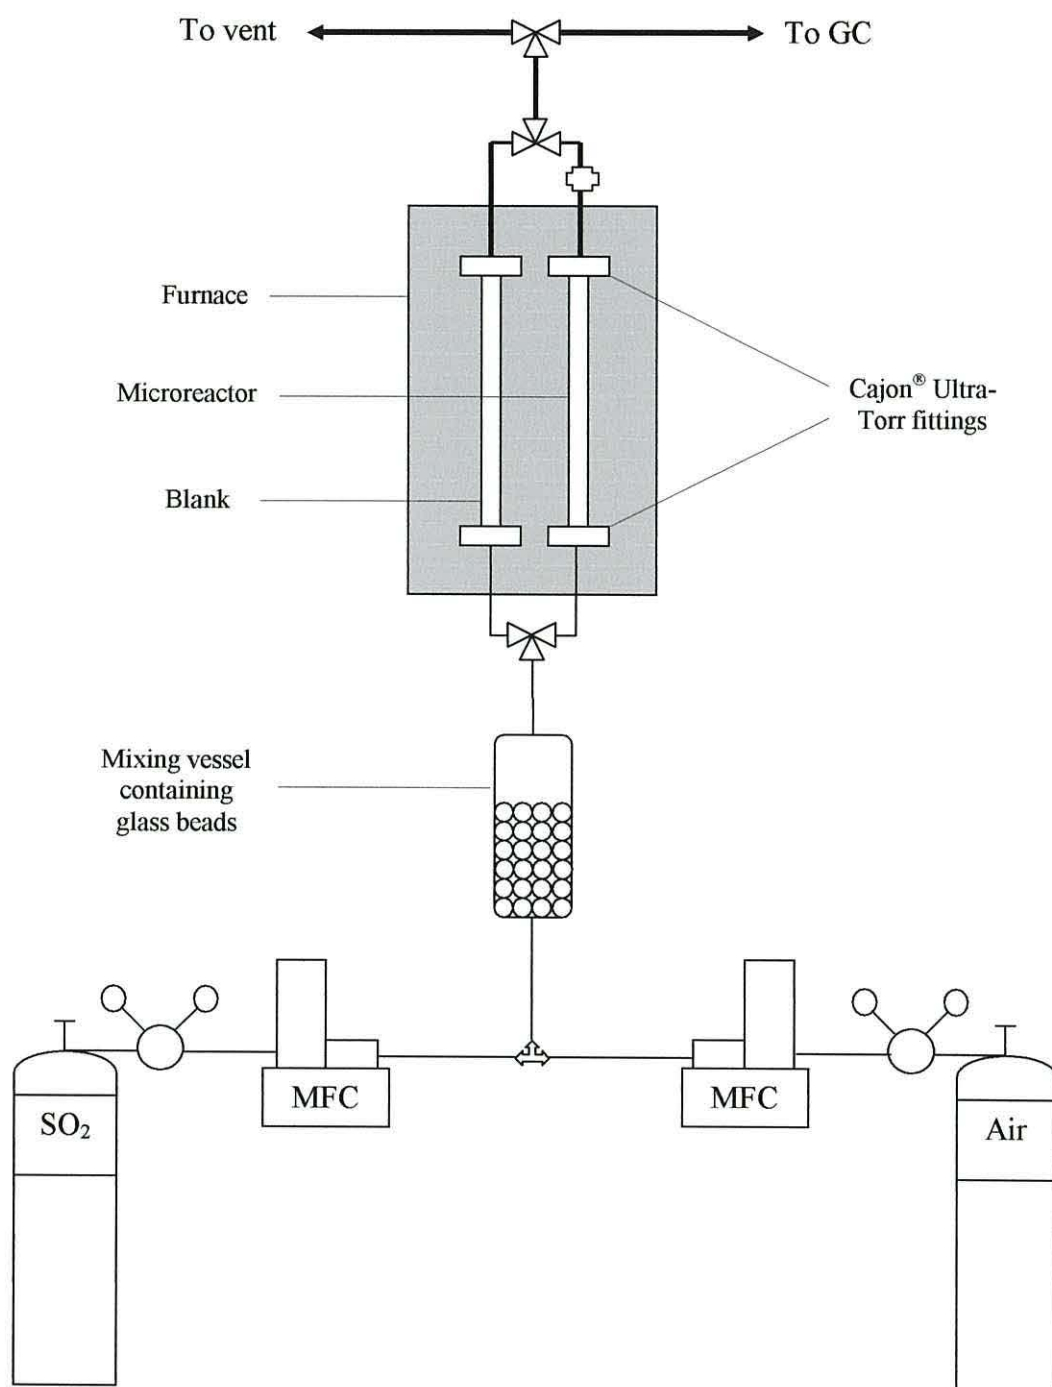 To vent
To GC
Furnace
Microreactor
Cajon® Ultra-
Torr fittings
Blank
Mixing vessel
containing
glass beads
SO₂
MFC
MFC
Air